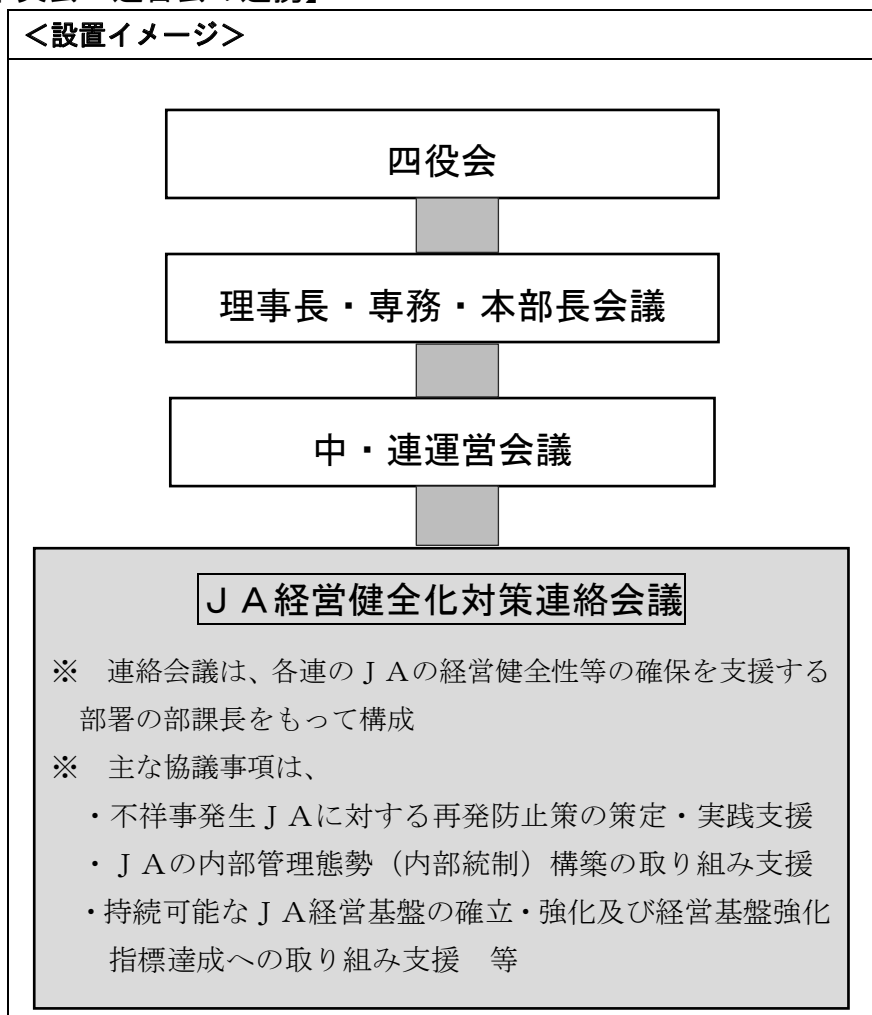 ＜設置イメージ＞
四役会
理事長・専務・本部長会議
中・連運営会議
ＪＡ経営健全化対策連絡会議
※　連絡会議は、各連のＪＡの経営健全性等の確保を支援する
部署の部課長をもって構成
※　主な協議事項は、
・不祥事発生ＪＡに対する再発防止策の策定・実践支援
・ＪＡの内部管理態勢（内部統制）構築の取り組み支援
・持続可能なＪＡ経営基盤の確立・強化及び経営基盤強化
指標達成への取り組み支援　等